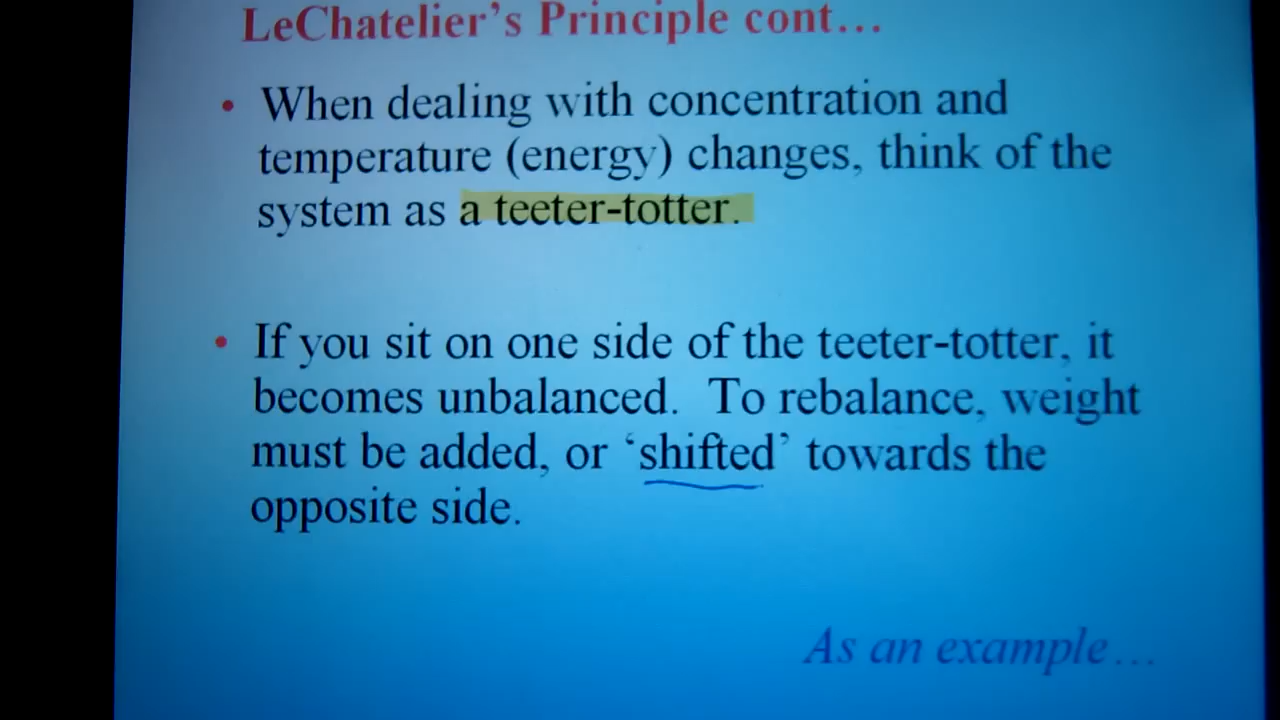 LeChatelier's Principle cont…
• When dealing with concentration and
temperature (energy) changes, think of the
system as a teeter-totter.
• If you sit on one side of the teeter-totter, it
becomes unbalanced.  To rebalance, weight
must be added, or ‘shifted’ towards the
opposite side.
As an example…